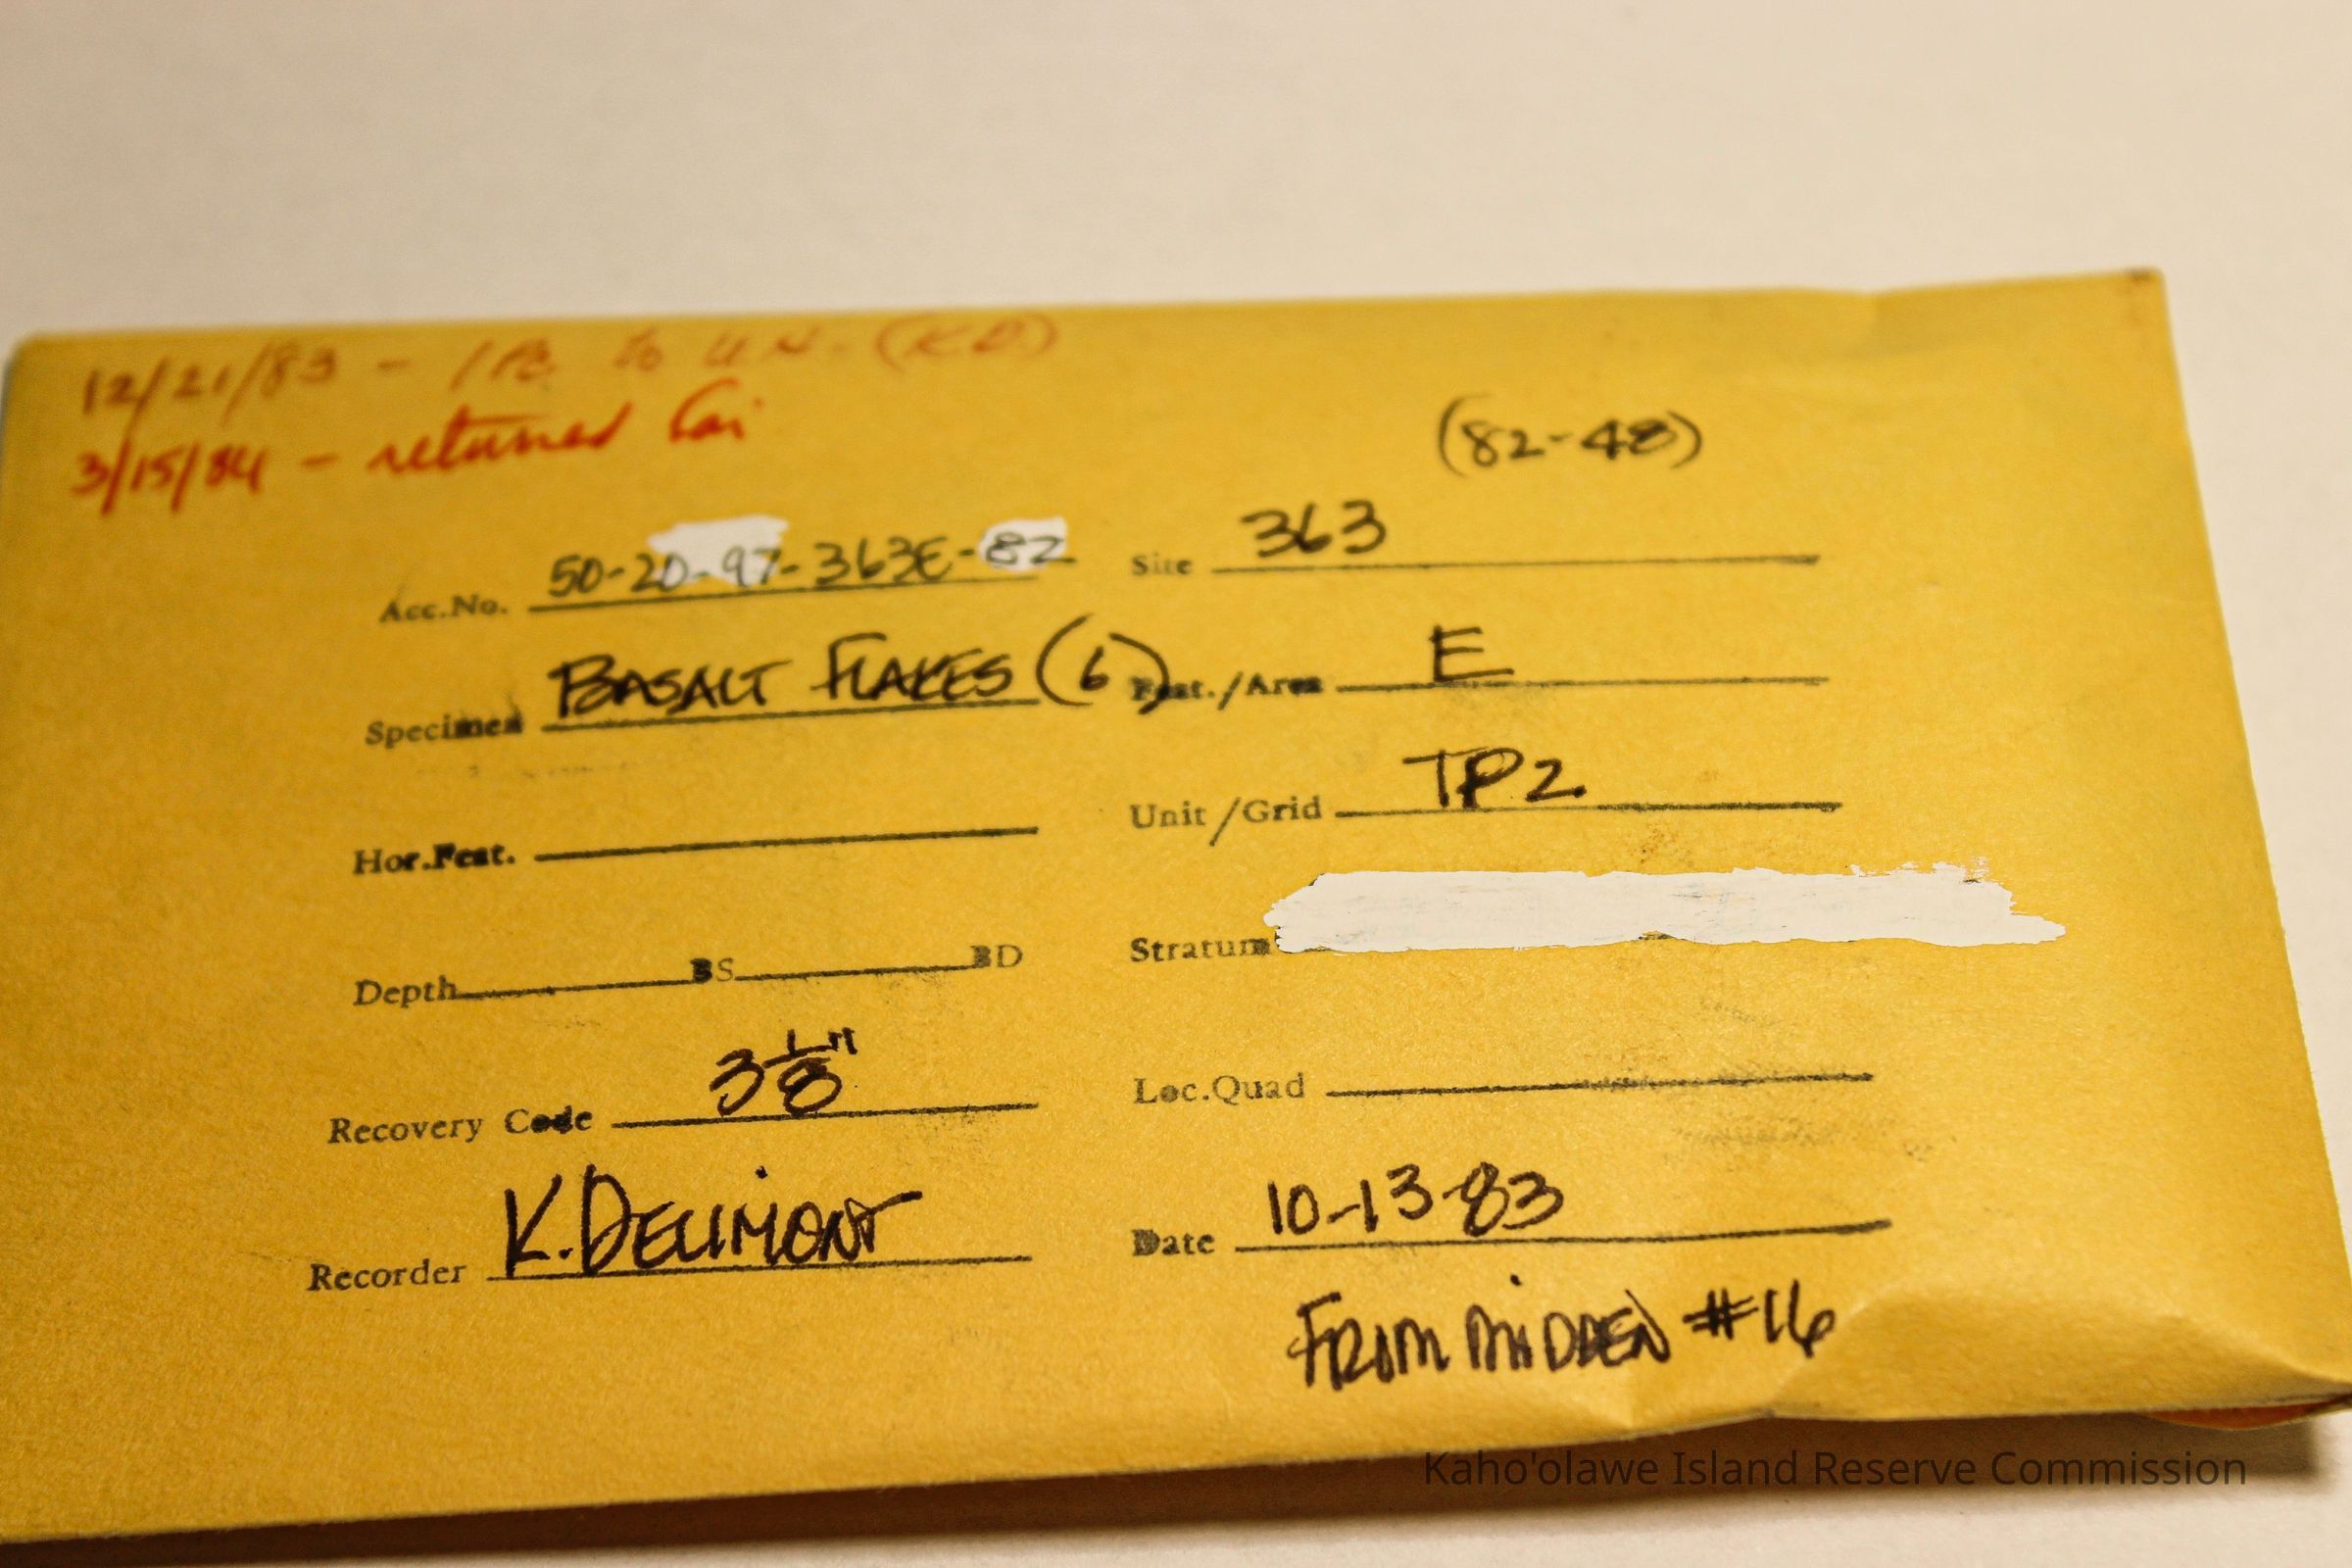 12/21/83 - 1 Pc. to U.H. (KD)
3/15/84 - returned
(82-48)
Acc.No. 50-20-97-363E-82 Site 363
Specimen BASALT FLAKES (6) Feat./Area E
Hor.Feat. Unit/Grid TP2
Depth BS BD Stratum
Recovery Code 3 1/8" Loc.Quad
Recorder K. DELIMONT Date 10-13-83
FROM MIDDEN #16
Kaho'olawe Island Reserve Commission